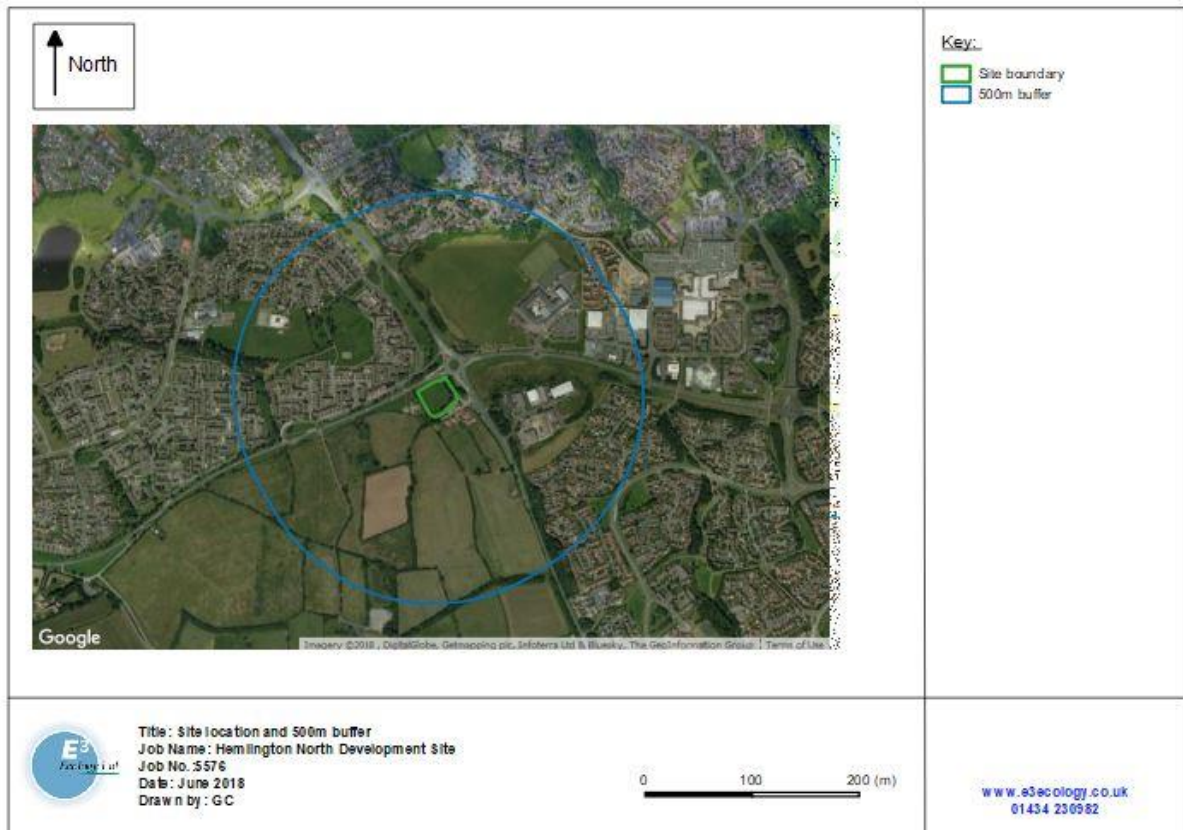 North
Key:
Site boundary
500m buffer
Google
Imagery ©2018 , DigitalGlobe, Getmapping plc, Infoterra Ltd & Bluesky, The GeoInformation Group | Terms of Use
E³
Ecological
Title: Site location and 500m buffer
Job Name: Hemlington North Development Site
Job No.:5576
Date: June 2018
Drawn by: GC
0 100 200 (m)
www.e3ecology.co.uk
01434 230982